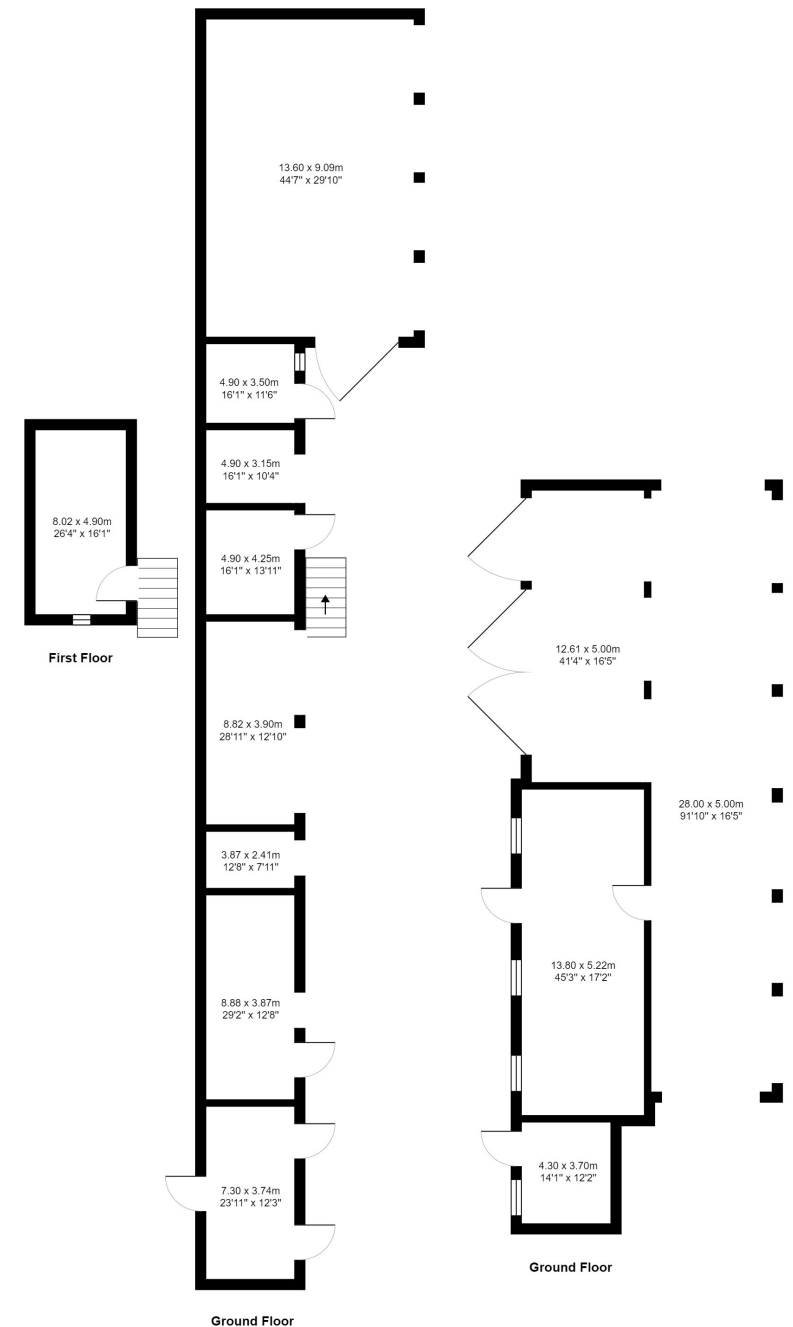 13.60 x 9.09m
44'7" x 29'10"
4.90 x 3.50m
16'1" x 11'6"
4.90 x 3.15m
16'1" x 10'4"
4.90 x 4.25m
16'1" x 13'11"
8.02 x 4.90m
26'4" x 16'1"
First Floor
8.82 x 3.90m
28'11" x 12'10"
3.87 x 2.41m
12'8" x 7'11"
8.88 x 3.87m
29'2" x 12'8"
7.30 x 3.74m
23'11" x 12'3"
Ground Floor
12.61 x 5.00m
41'4" x 16'5"
28.00 x 5.00m
91'10" x 16'5"
13.80 x 5.22m
45'3" x 17'2"
4.30 x 3.70m
14'1" x 12'2"
Ground Floor